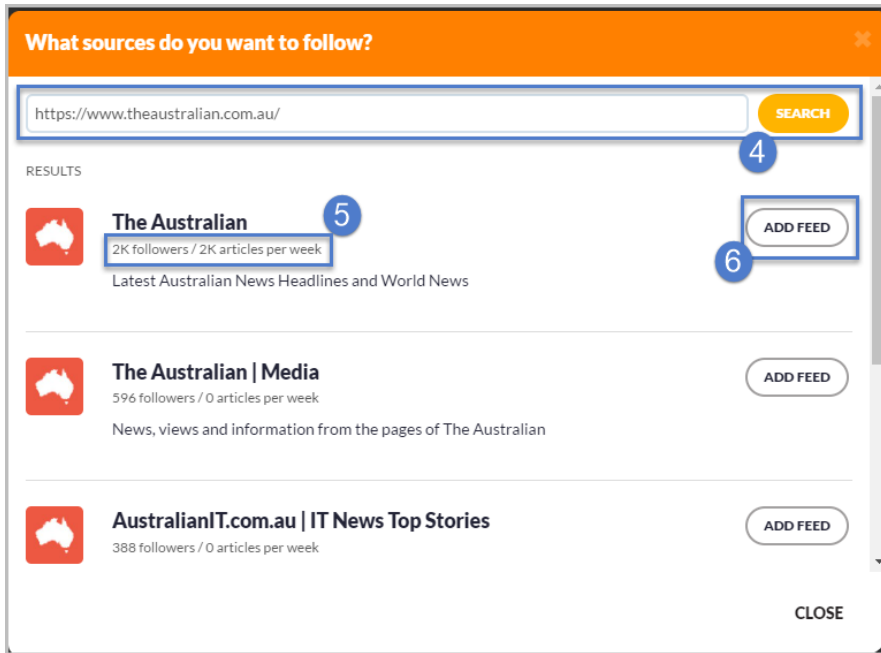 What sources do you want to follow?
https://www.theaustralian.com.au/
SEARCH
4
RESULTS
The Australian
5
2K followers / 2K articles per week
ADD FEED
6
Latest Australian News Headlines and World News
The Australian | Media
596 followers / 0 articles per week
ADD FEED
News, views and information from the pages of The Australian
AustralianIT.com.au | IT News Top Stories
388 followers / 0 articles per week
ADD FEED
CLOSE